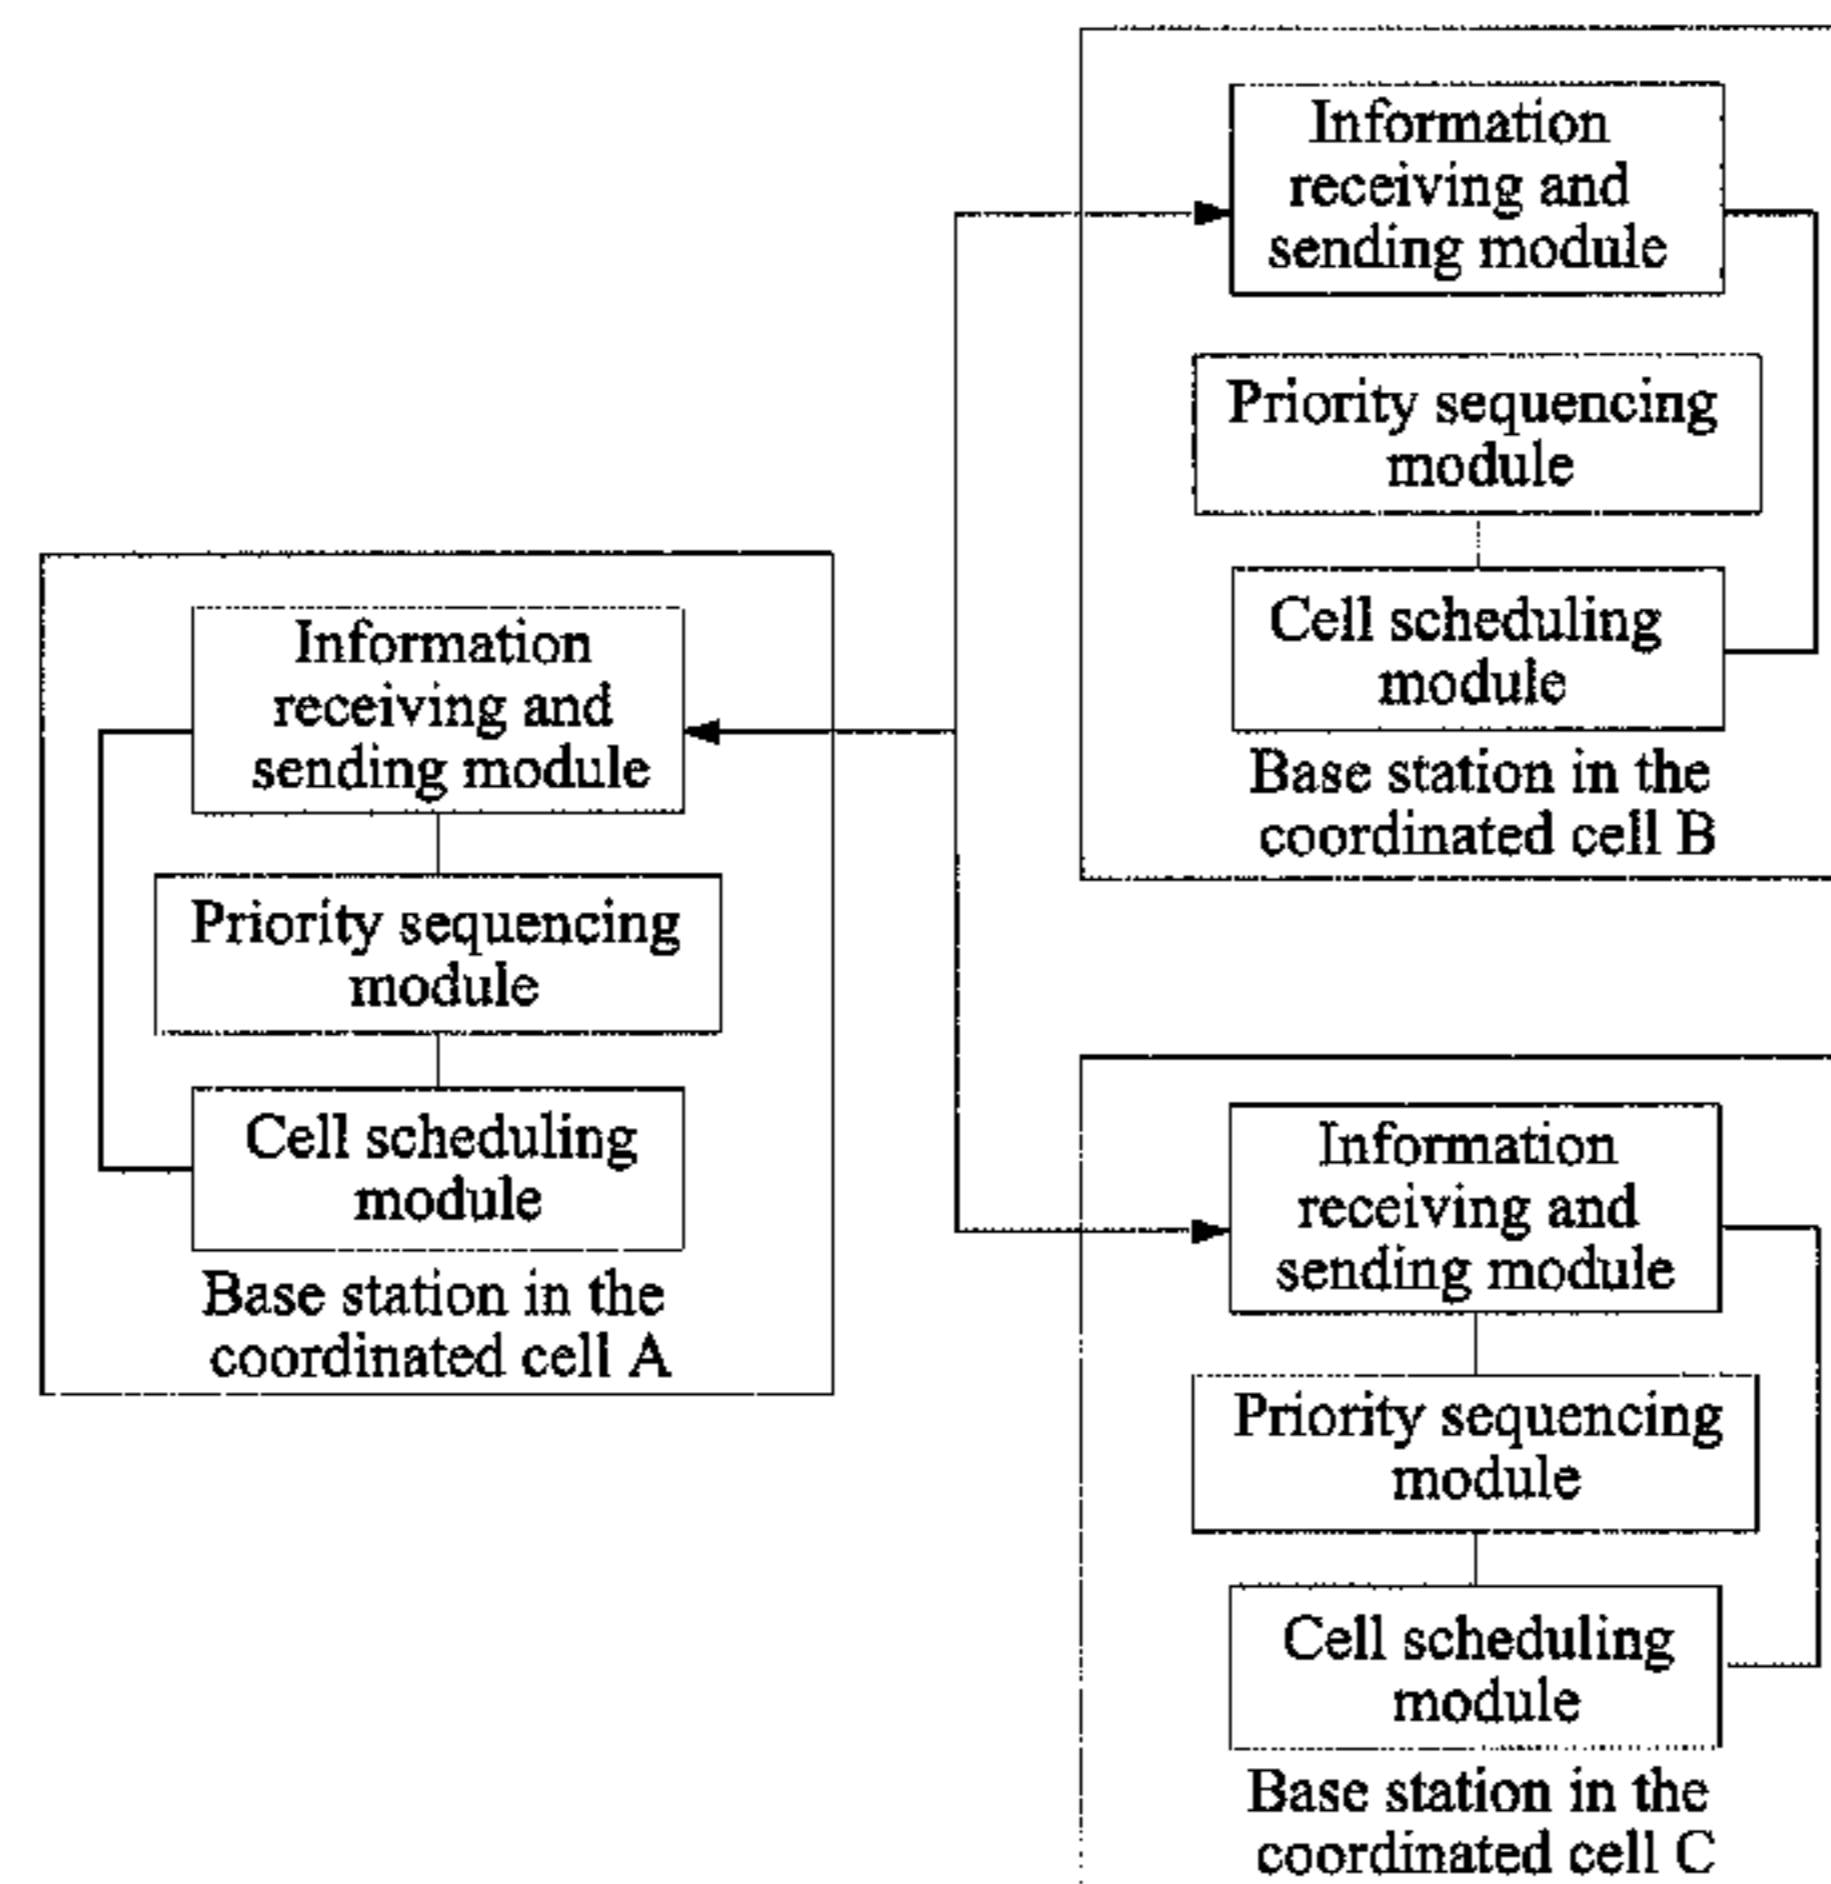 Information
receiving and
sending module
Priority sequencing
module
Cell scheduling
module
Base station in the
coordinated cell A
Information
receiving and
sending module
Priority sequencing
module
Cell scheduling
module
Base station in the
coordinated cell B
Information
receiving and
sending module
Priority sequencing
module
Cell scheduling
module
Base station in the
coordinated cell C